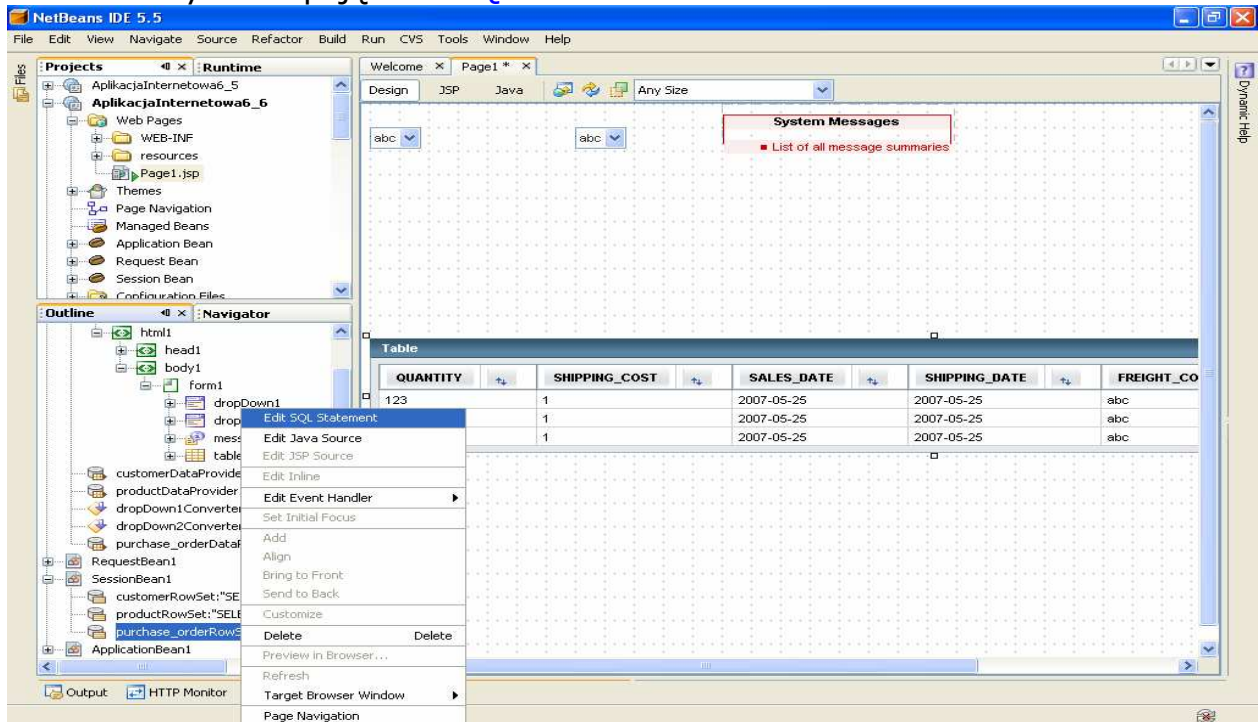 NetBeans IDE 5.5
File Edit View Navigate Source Refactor Build Run CVS Tools Window Help
Files
Projects
Runtime
AplikacjaInternetowa6_5
AplikacjaInternetowa6_6
Web Pages
WEB-INF
resources
Page1.jsp
Themes
Page Navigation
Managed Beans
Application Bean
Request Bean
Session Bean
Configuration Files
Outline
Navigator
html1
head1
body1
form1
dropDown1
drop
mess
table
customerDataProvide
productDataProvider
dropDown1Converter
dropDown2Converter
purchase_orderDataP
RequestBean1
SessionBean1
customerRowSet:"SE
productRowSet:"SELE
purchase_orderRowS
ApplicationBean1
Edit SQL Statement
Edit Java Source
Edit JSP Source
Edit Inline
Edit Event Handler
Set Initial Focus
Add
Align
Bring to Front
Send to Back
Customize
Delete Delete
Preview in Browser...
Refresh
Target Browser Window
Page Navigation
Welcome Page1 *
Design JSP Java Any Size
abc abc
System Messages
List of all message summaries
Table
QUANTITY SHIPPING_COST SALES_DATE SHIPPING_DATE FREIGHT_CO
123 1 2007-05-25 2007-05-25 abc
1 2007-05-25 2007-05-25 abc
1 2007-05-25 2007-05-25 abc
Dynamic Help
Output HTTP Monitor